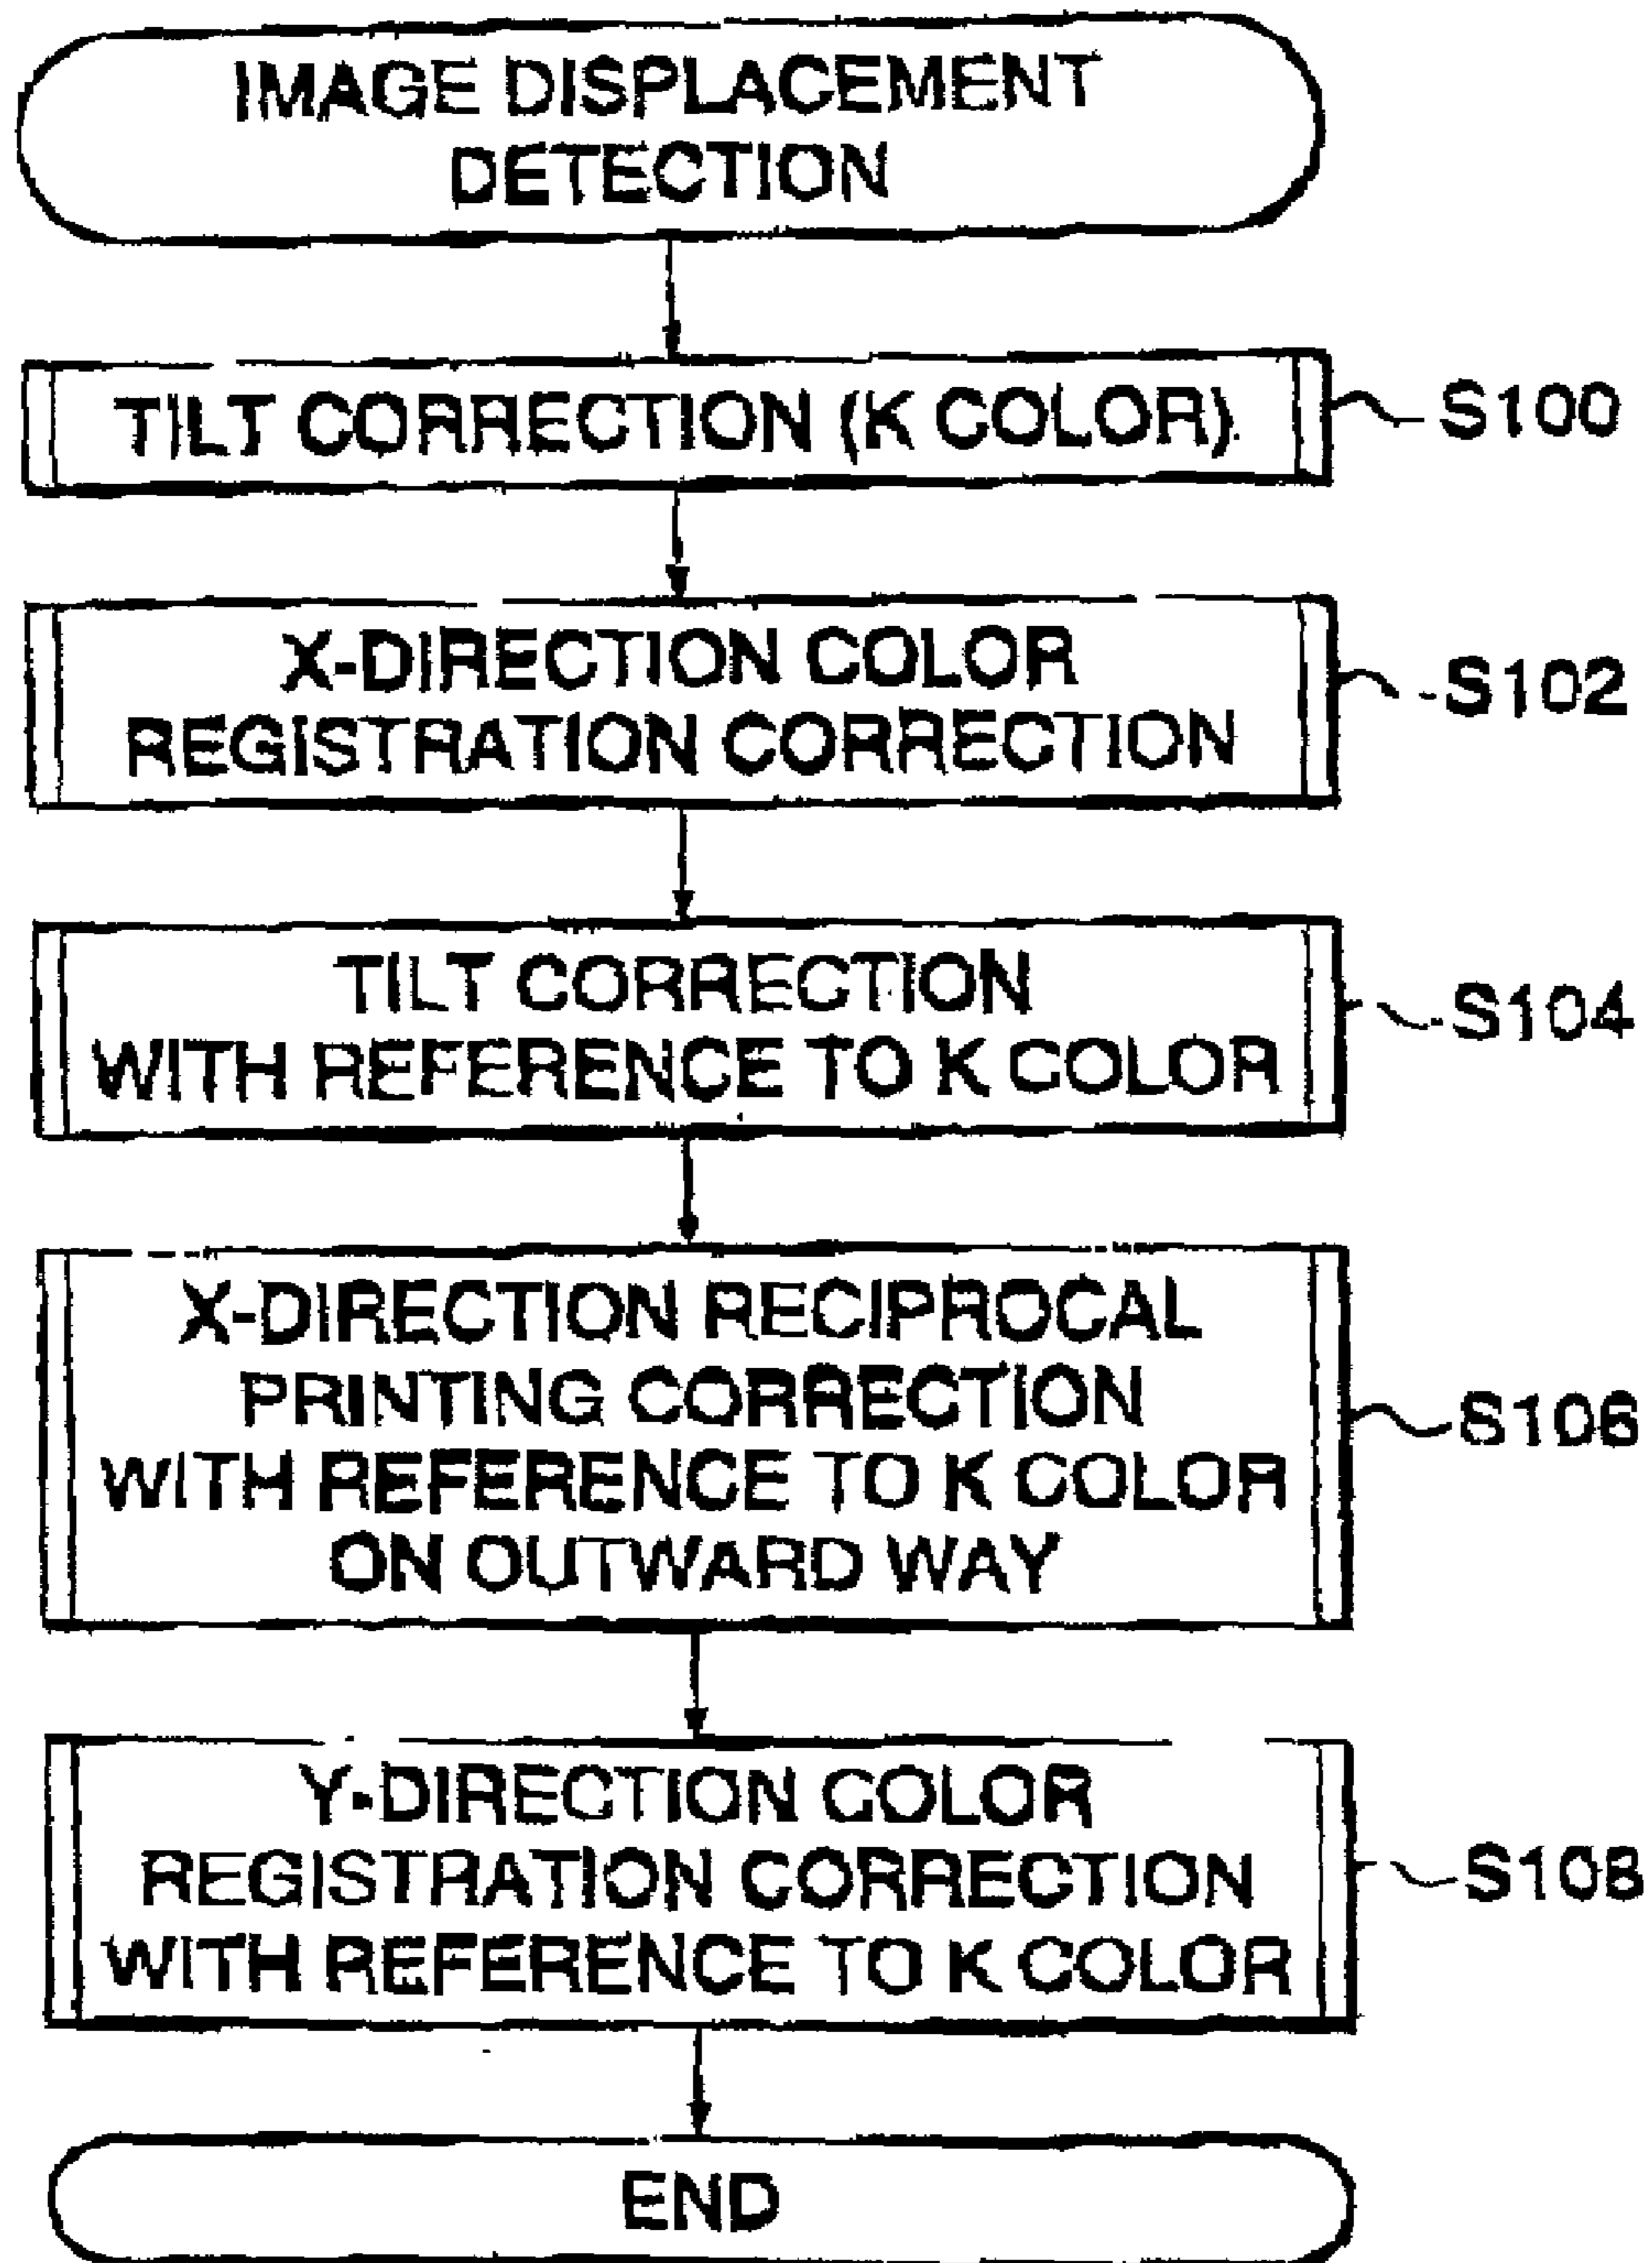 IMAGE DISPLACEMENT
DETECTION
TILT CORRECTION (K COLOR)
S100
X-DIRECTION COLOR
REGISTRATION CORRECTION
S102
TILT CORRECTION
WITH REFERENCE TO K COLOR
S104
X-DIRECTION RECIPROCAL
PRINTING CORRECTION
WITH REFERENCE TO K COLOR
ON OUTWARD WAY
S106
Y-DIRECTION COLOR
REGISTRATION CORRECTION
WITH REFERENCE TO K COLOR
S108
END